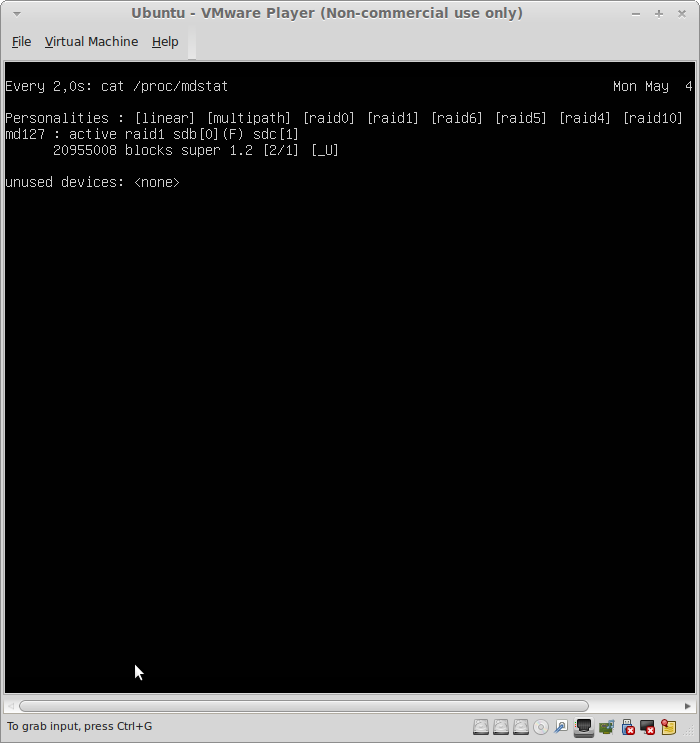 Ubuntu - VMware Player (Non-commercial use only)
File Virtual Machine Help
Every 2,0s: cat /proc/mdstat Mon May 4
Personalities : [linear] [multipath] [raid0] [raid1] [raid6] [raid5] [raid4] [raid10]
md127 : active raid1 sdb[0](F) sdc[1]
20955008 blocks super 1.2 [2/1] [_U]
unused devices: <none>
To grab input, press Ctrl+G